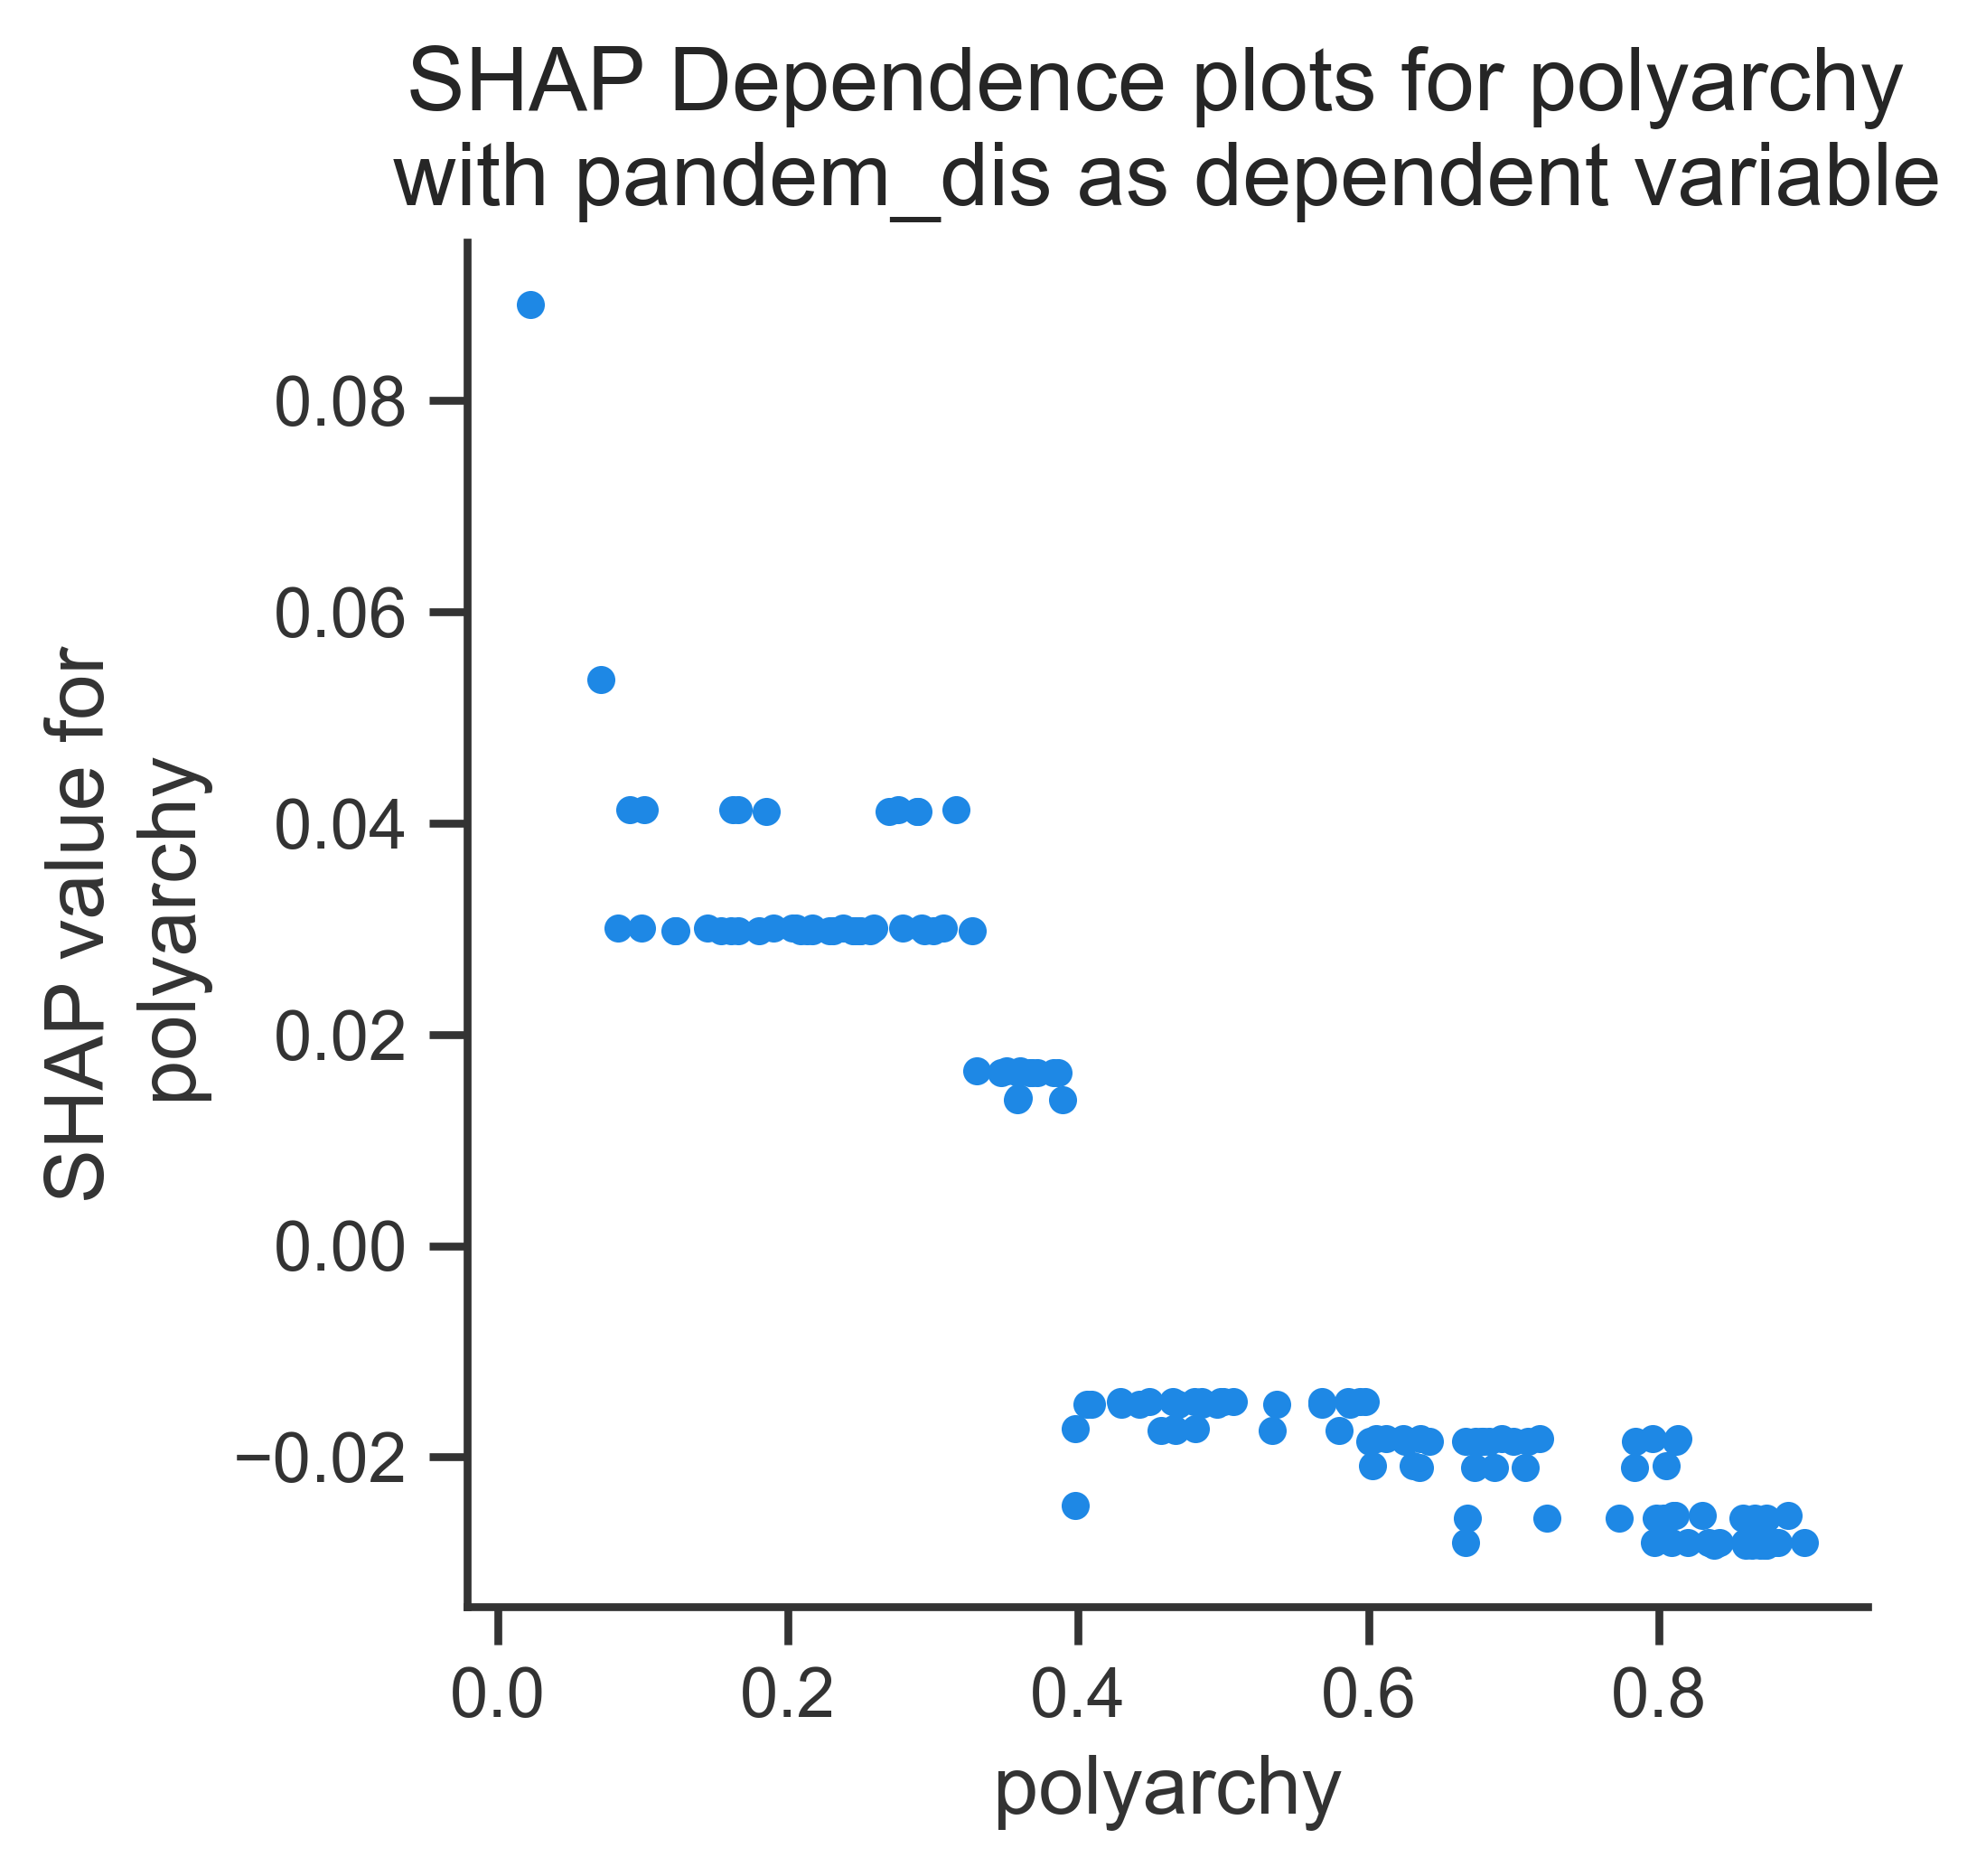 SHAP Dependence plots for polyarchy
with pandem_dis as dependent variable
SHAP value for
polyarchy
0.08
0.06
0.04
0.02
0.00
−0.02
0.0
0.2
0.4
0.6
0.8
polyarchy